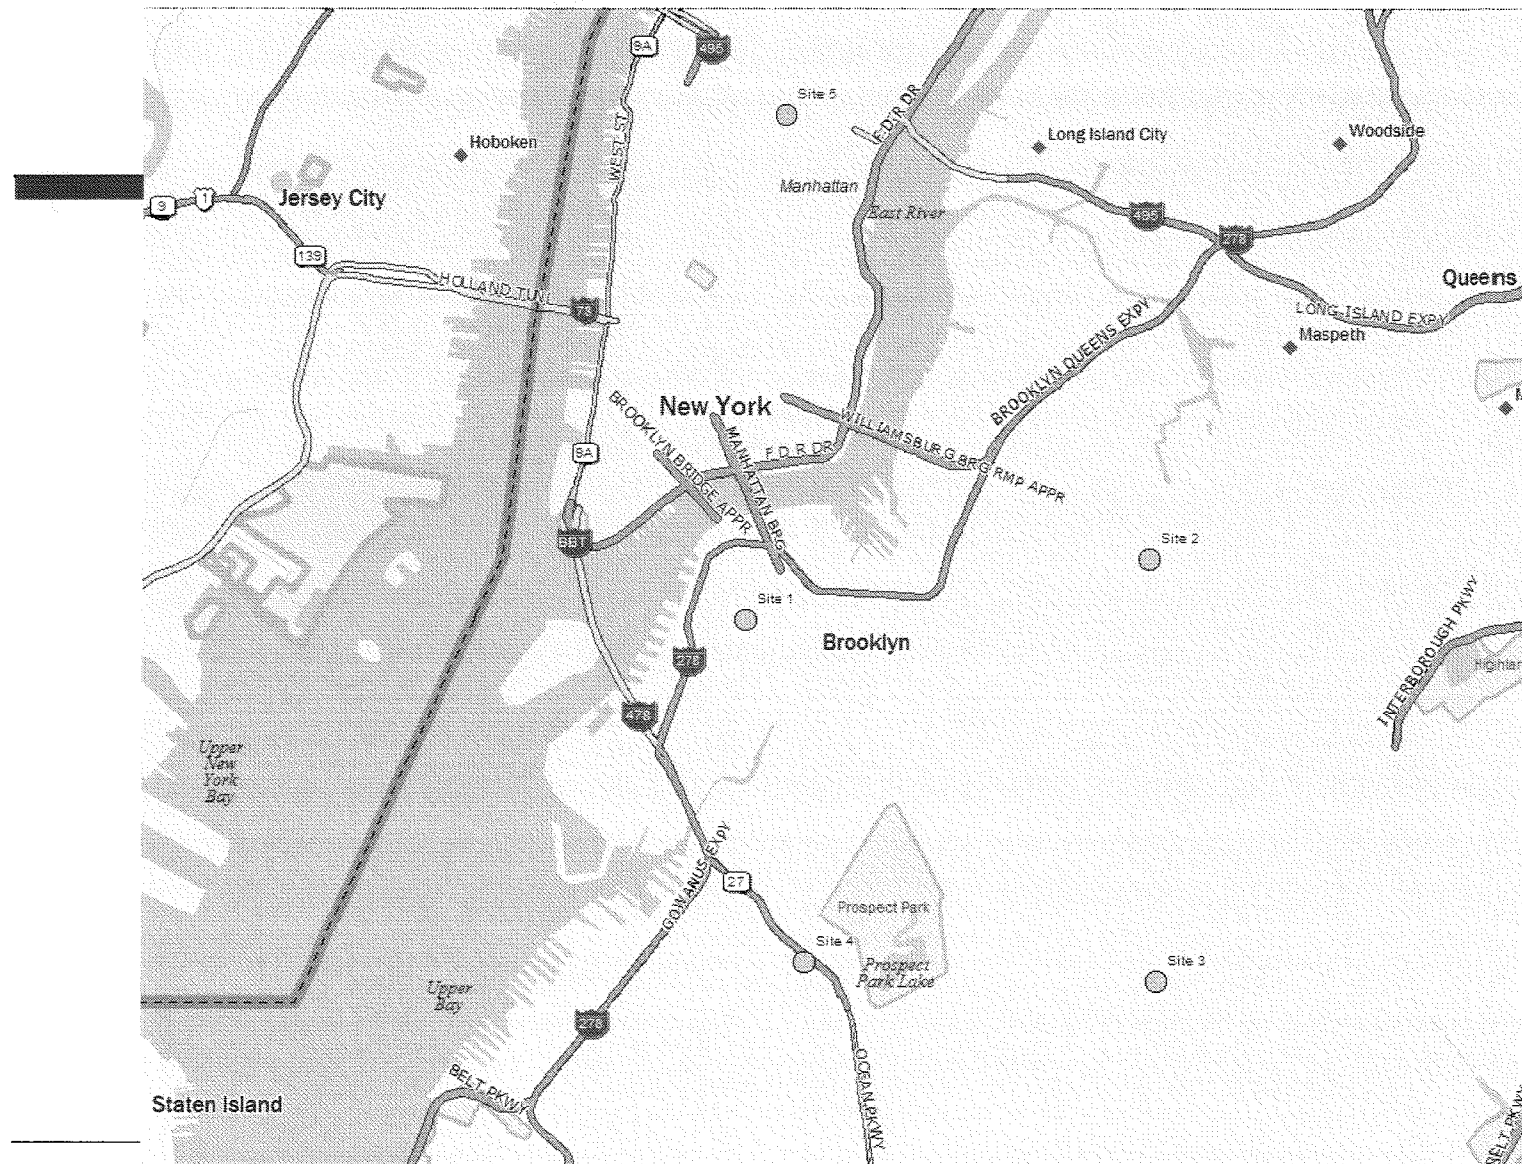 9A
495
Site 5
F D R DR
Hoboken
Long Island City
Woodside
WEST ST
Manhattan
9
1
Jersey City
East River
495
278
139
Queens
HOLLAND TUNL
78
LONG ISLAND EXPY
Maspeth
BROOKLYN QUEENS EXPY
New York
BROOKLYN BRIDGE APPR
MANHATTAN BRG
WILLIAMSBURG BRG RMP APPR
F D R DR
9A
BBT
Site 2
Site 1
Brooklyn
INTERBOROUGH PKWY
278
478
Upper
New
York
Bay
GOWANUS EXPY
27
Prospect Park
Site 4
Prospect
Park Lake
Site 3
Upper
Bay
278
OCEAN PKWY
BELT PKWY
Staten Island
BELT PKWY